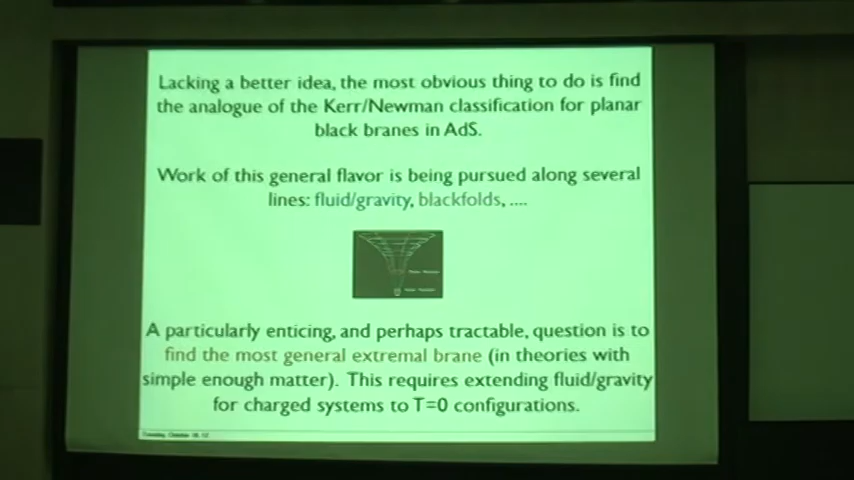 Lacking a better idea, the most obvious thing to do is find
the analogue of the Kerr/Newman classification for planar
black branes in AdS.
Work of this general flavor is being pursued along several
lines: fluid/gravity, blackfolds, ....
A particularly enticing, and perhaps tractable, question is to
find the most general extremal brane (in theories with
simple enough matter). This requires extending fluid/gravity
for charged systems to T=0 configurations.